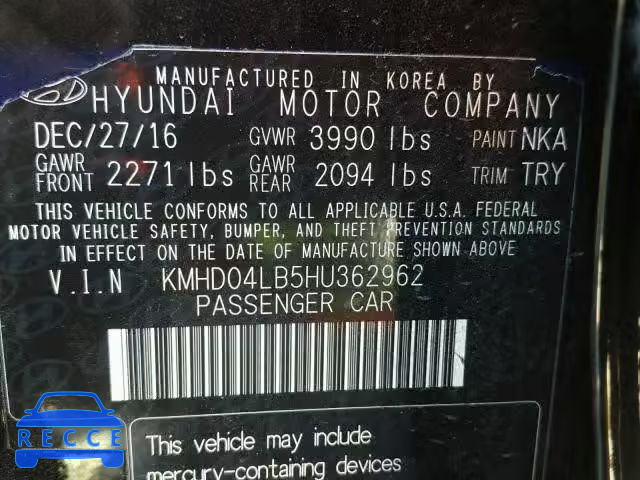 MANUFACTURED IN KOREA BY
HYUNDAI MOTOR COMPANY
DEC/27/16 GVWR 3990 lbs PAINT NKA
GAWR FRONT 2271 lbs GAWR REAR 2094 lbs TRIM TRY
THIS VEHICLE CONFORMS TO ALL APPLICABLE U.S.A. FEDERAL
MOTOR VEHICLE SAFETY, BUMPER, AND THEFT PREVENTION STANDARDS
IN EFFECT ON THE DATE OF MANUFACTURE SHOWN ABOVE.
V.I.N KMHD04LB5HU362962
PASSENGER CAR
This vehicle may include
mercury-containing devices
RECCE